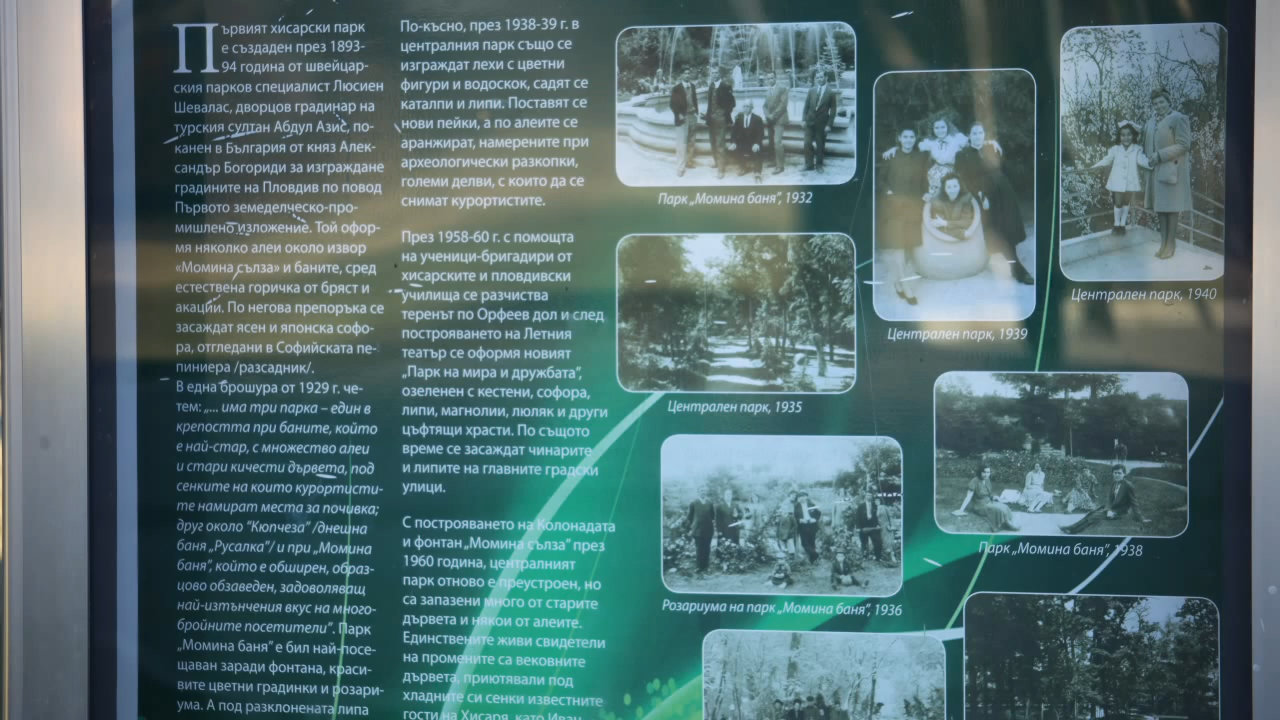 Първият хисарски парк
е създаден през 1893-
94 година от швейцар-
ския парков специалист Люсиен
Шевалас, дворцов градинар на
турския султан Абдул Азис, по-
канен в България от княз Алек-
сандър Богориди за изграждане
градините на Пловдив по повод
Първото земеделческо-про-
мишлено изложение. Той офор-
мя няколко алеи около извор
«Момина сълза» и баните, сред
естествена горичка от бряст и
акации. По негова препоръка се
засаждат ясен и японска софо-
ра, отгледани в Софийската пе-
пиниера /разсадник/.
В една брошура от 1929 г. че-
тем: „... има три парка – един в
крепостта при баните, който
е най-стар, с множество алеи
и стари кичести дървета, под
сенките на които курортисти-
те намират места за почивка;
друг около “Кюпчеза” /днешна
баня „Русалка”/ и при „Момина
баня”, който е обширен, образ-
цово обзаведен, задоволяващ
най-изтънчения вкус на много-
бройните посетители”. Парк
„Момина баня” е бил най-посе-
щаван заради фонтана, краси-
вите цветни градинки и розари-
ума. А под разклонената липа
По-късно, през 1938-39 г. в
централния парк също се
изграждат лехи с цветни
фигури и водоскок, садят се
каталпи и липи. Поставят се
нови пейки, а по алеите се
аранжират, намерените при
археологически разкопки,
големи делви, с които да се
снимат курортистите.
През 1958-60 г. с помощта
на ученици-бригадири от
хисарските и пловдивски
училища се разчиства
теренът по Орфеев дол и след
построяването на Летния
театър се оформя новият
„Парк на мира и дружбата”,
озеленен с кестени, софора,
липи, магнолии, люляк и други
цъфтящи храсти. По същото
време се засаждат чинарите
и липите на главните градски
улици.
С построяването на Колонадата
и фонтан „Момина сълза” през
1960 година, централният
парк отново е преустроен, но
са запазени много от старите
дървета и някои от алеите.
Единствените живи свидетели
на промените са вековните
дървета, приютявали под
хладните си сенки известните
гости на Хисаря, като Иван
Парк „Момина баня”, 1932
Централен парк, 1935
Розариума на парк „Момина баня”, 1936
Централен парк, 1939
Централен парк, 1940
Парк „Момина баня”, 1938